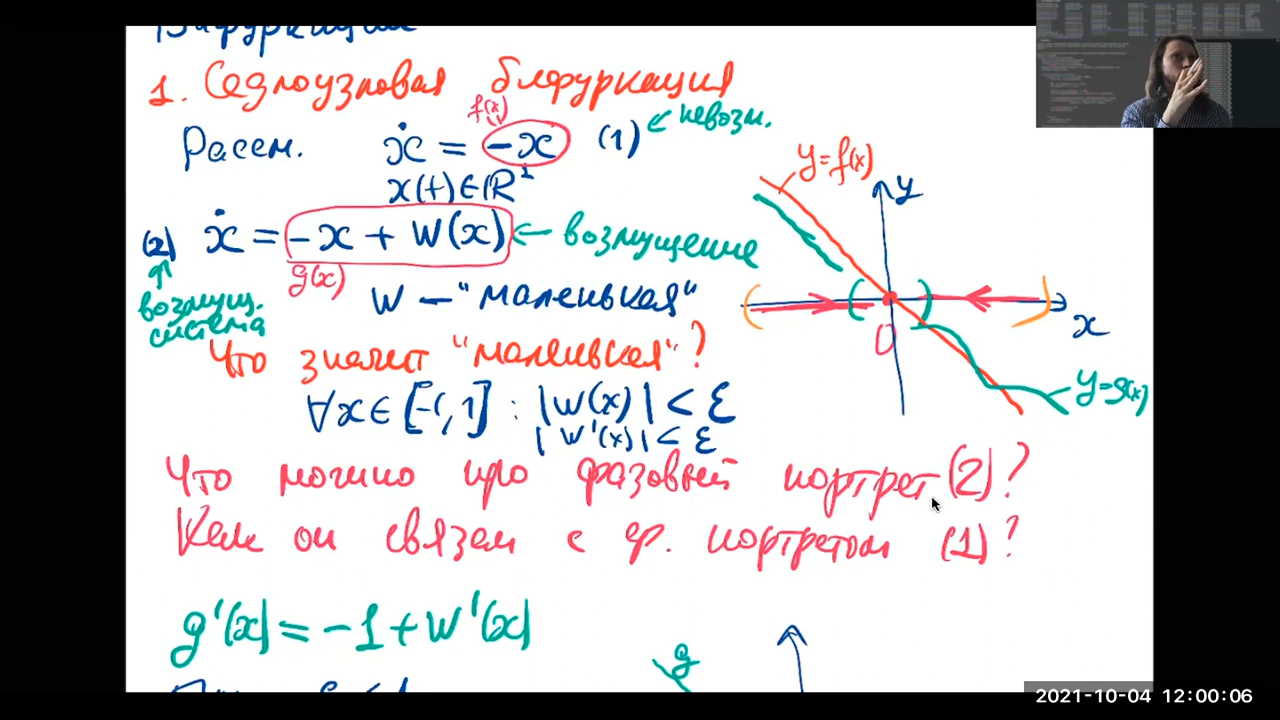 Бифуркации
1. Седлоузловая бифуркация
f(x)
Рассм. ẋ = -x (1) ← невозм.
x(t) ∈ ℝ¹
(2) ẋ = -x + w(x) ← возмущение
g(x)
возмущ. система
w – "маленькая"
Что значит "маленькая"?
∀x ∈ [-1, 1] : |w(x)| < ε
|w'(x)| < ε
Что можно про фазовый портрет (2)?
Как он связан с ф. портретом (1)?
g'(x) = -1 + w'(x)
y = f(x)
y
x
0
y = g(x)
g
2021-10-04 12:00:06